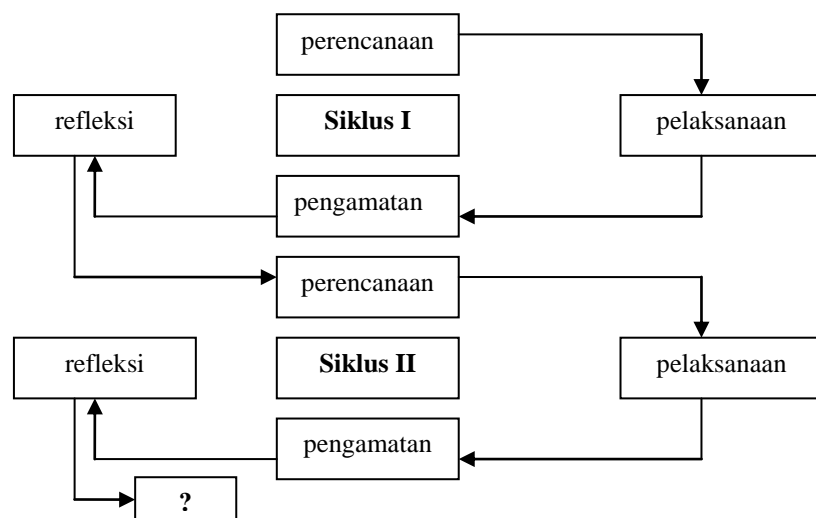 perencanaan
refleksi
Siklus I
pelaksanaan
pengamatan
perencanaan
refleksi
Siklus II
pelaksanaan
pengamatan
?